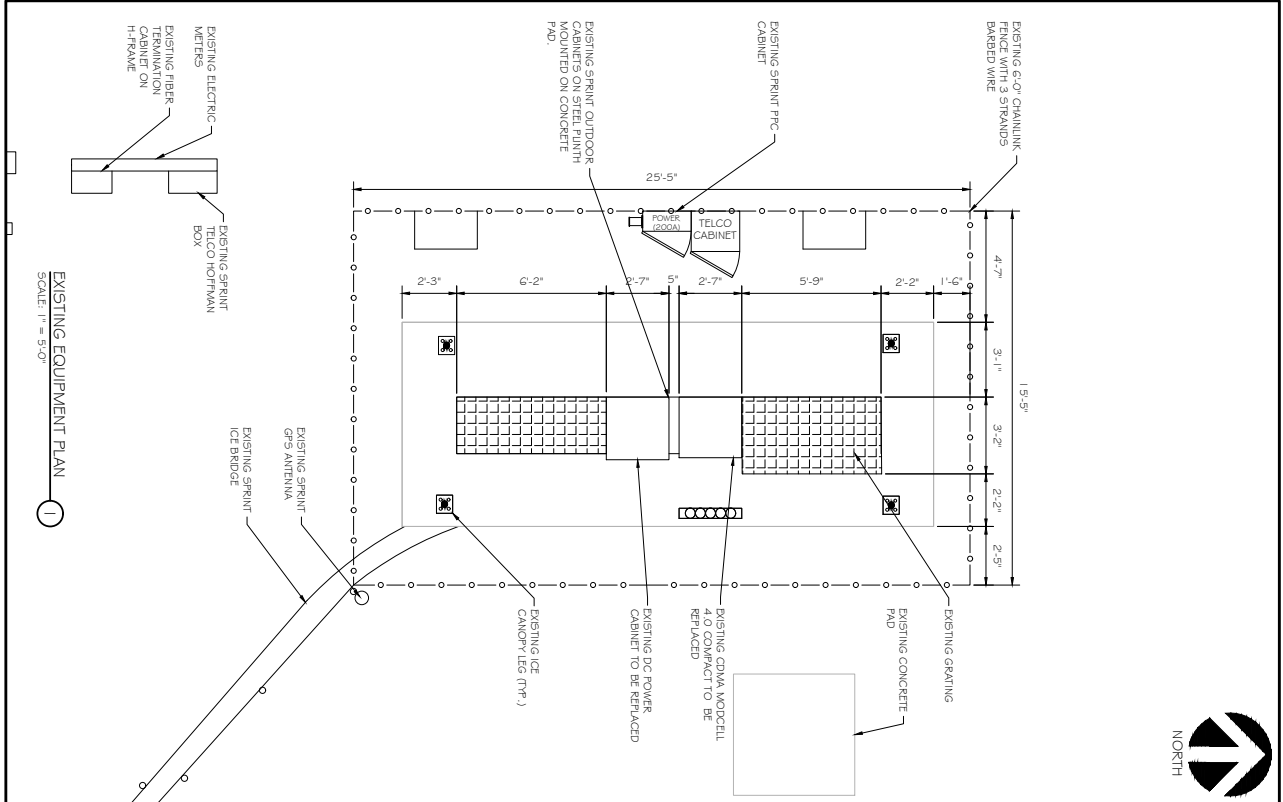 EXISTING 6'-0" CHAINLINK
FENCE WITH 3 STRANDS
BARBED WIRE
EXISTING SPRINT PPC
CABINET
EXISTING SPRINT OUTDOOR
CABINETS ON STEEL PLINTH
MOUNTED ON CONCRETE
PAD.
EXISTING ELECTRIC
METERS
EXISTING FIBER
TERMINATION
CABINET ON
H-FRAME
EXISTING SPRINT
TELCO HOFFMAN
BOX
25'-5"
15'-5"
POWER
(200A)
TELCO
CABINET
2'-3"
6'-2"
2'-7"
5"
2'-7"
5'-9"
2'-2"
1'-6"
4'-7"
3'-1"
3'-2"
2'-2"
2'-5"
EXISTING GRATING
EXISTING CONCRETE
PAD
EXISTING CDMA MODCELL
4.0 COMPACT TO BE
REPLACED
EXISTING DC POWER
CABINET TO BE REPLACED
EXISTING ICE
CANOPY LEG (TYP.)
EXISTING SPRINT
GPS ANTENNA
EXISTING SPRINT
ICE BRIDGE
EXISTING EQUIPMENT PLAN
SCALE: 1" = 5'-0"
1
NORTH